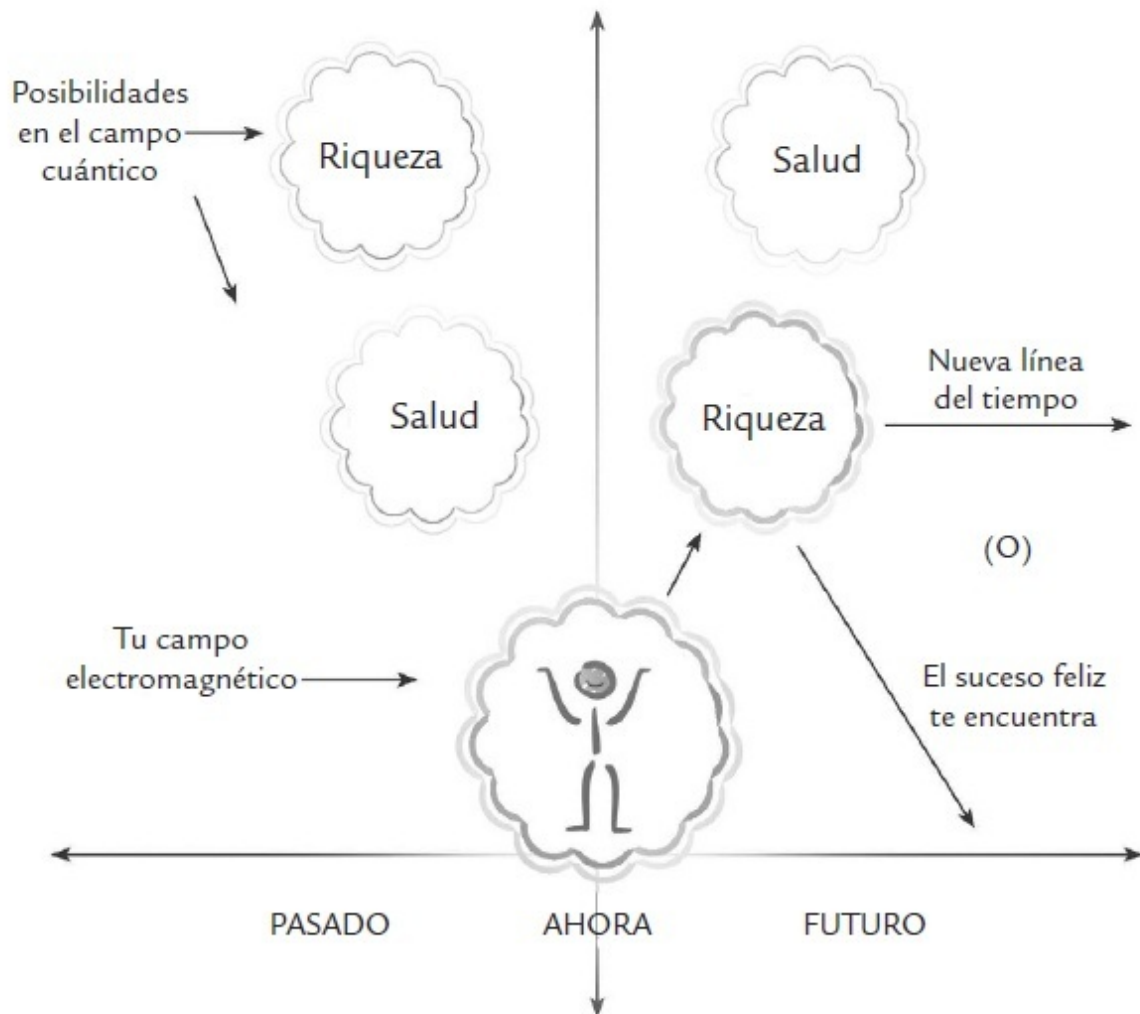 Posibilidades
en el campo
cuántico
Riqueza
Salud
Salud
Riqueza
Nueva línea
del tiempo
(O)
Tu campo
electromagnético
El suceso feliz
te encuentra
PASADO
AHORA
FUTURO